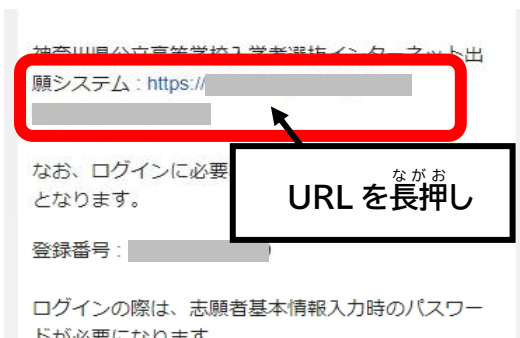 神奈川県公立高等学校入学者選抜インターネット出
願システム : https://
なお、ログインに必要
となります。
ながお
URLを長押し
登録番号 :
ログインの際は、志願者基本情報入力時のパスワー
ドが必要になります